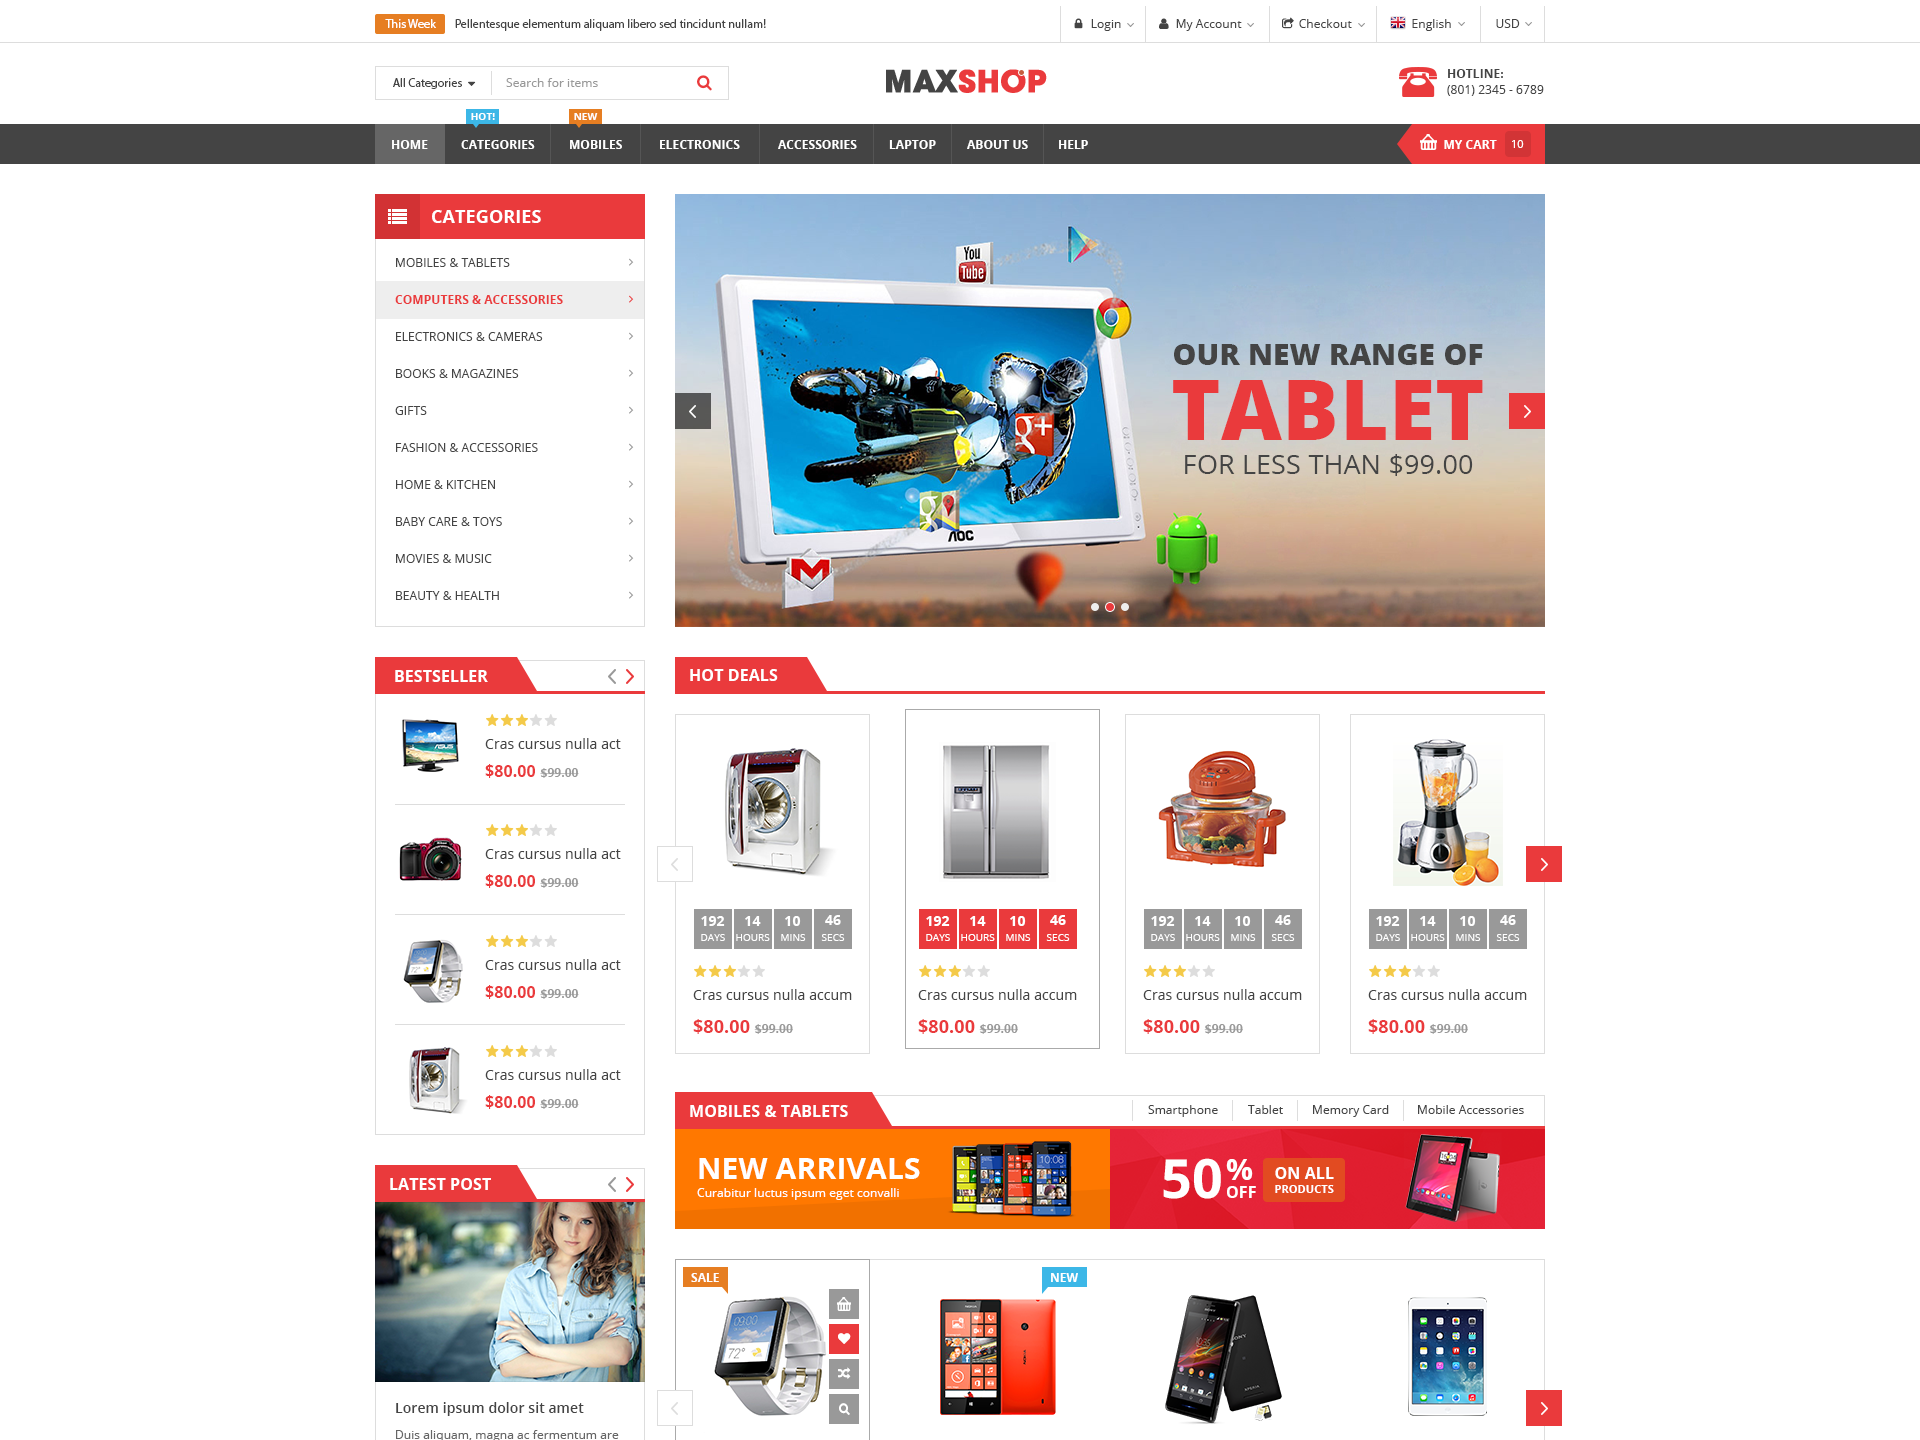 This Week Pellentesque elementum aliquam libero sed tincidunt nullam!
Login My Account Checkout English USD
All Categories Search for items
MAXSHOP
HOTLINE:
(801) 2345 - 6789
HOT! NEW
HOME CATEGORIES MOBILES ELECTRONICS ACCESSORIES LAPTOP ABOUT US HELP MY CART 10
CATEGORIES
MOBILES & TABLETS
COMPUTERS & ACCESSORIES
ELECTRONICS & CAMERAS
BOOKS & MAGAZINES
GIFTS
FASHION & ACCESSORIES
HOME & KITCHEN
BABY CARE & TOYS
MOVIES & MUSIC
BEAUTY & HEALTH
You
Tube
g+
AOC
OUR NEW RANGE OF
TABLET
FOR LESS THAN $99.00
BESTSELLER
ASUS
Cras cursus nulla act
$80.00 $99.00
Cras cursus nulla act
$80.00 $99.00
Cras cursus nulla act
$80.00 $99.00
Cras cursus nulla act
$80.00 $99.00
HOT DEALS
192 14 10 46
DAYS HOURS MINS SECS
Cras cursus nulla accum
$80.00 $99.00
192 14 10 46
DAYS HOURS MINS SECS
Cras cursus nulla accum
$80.00 $99.00
192 14 10 46
DAYS HOURS MINS SECS
Cras cursus nulla accum
$80.00 $99.00
192 14 10 46
DAYS HOURS MINS SECS
Cras cursus nulla accum
$80.00 $99.00
MOBILES & TABLETS
Smartphone Tablet Memory Card Mobile Accessories
NEW ARRIVALS
Curabitur luctus ipsum eget convalli
10:08
50% OFF
ON ALL
PRODUCTS
LATEST POST
Lorem ipsum dolor sit amet
Duis aliquam, magna ac fermentum are
SALE
09:00
72°
NEW
NOKIA
SONY
XPERIA